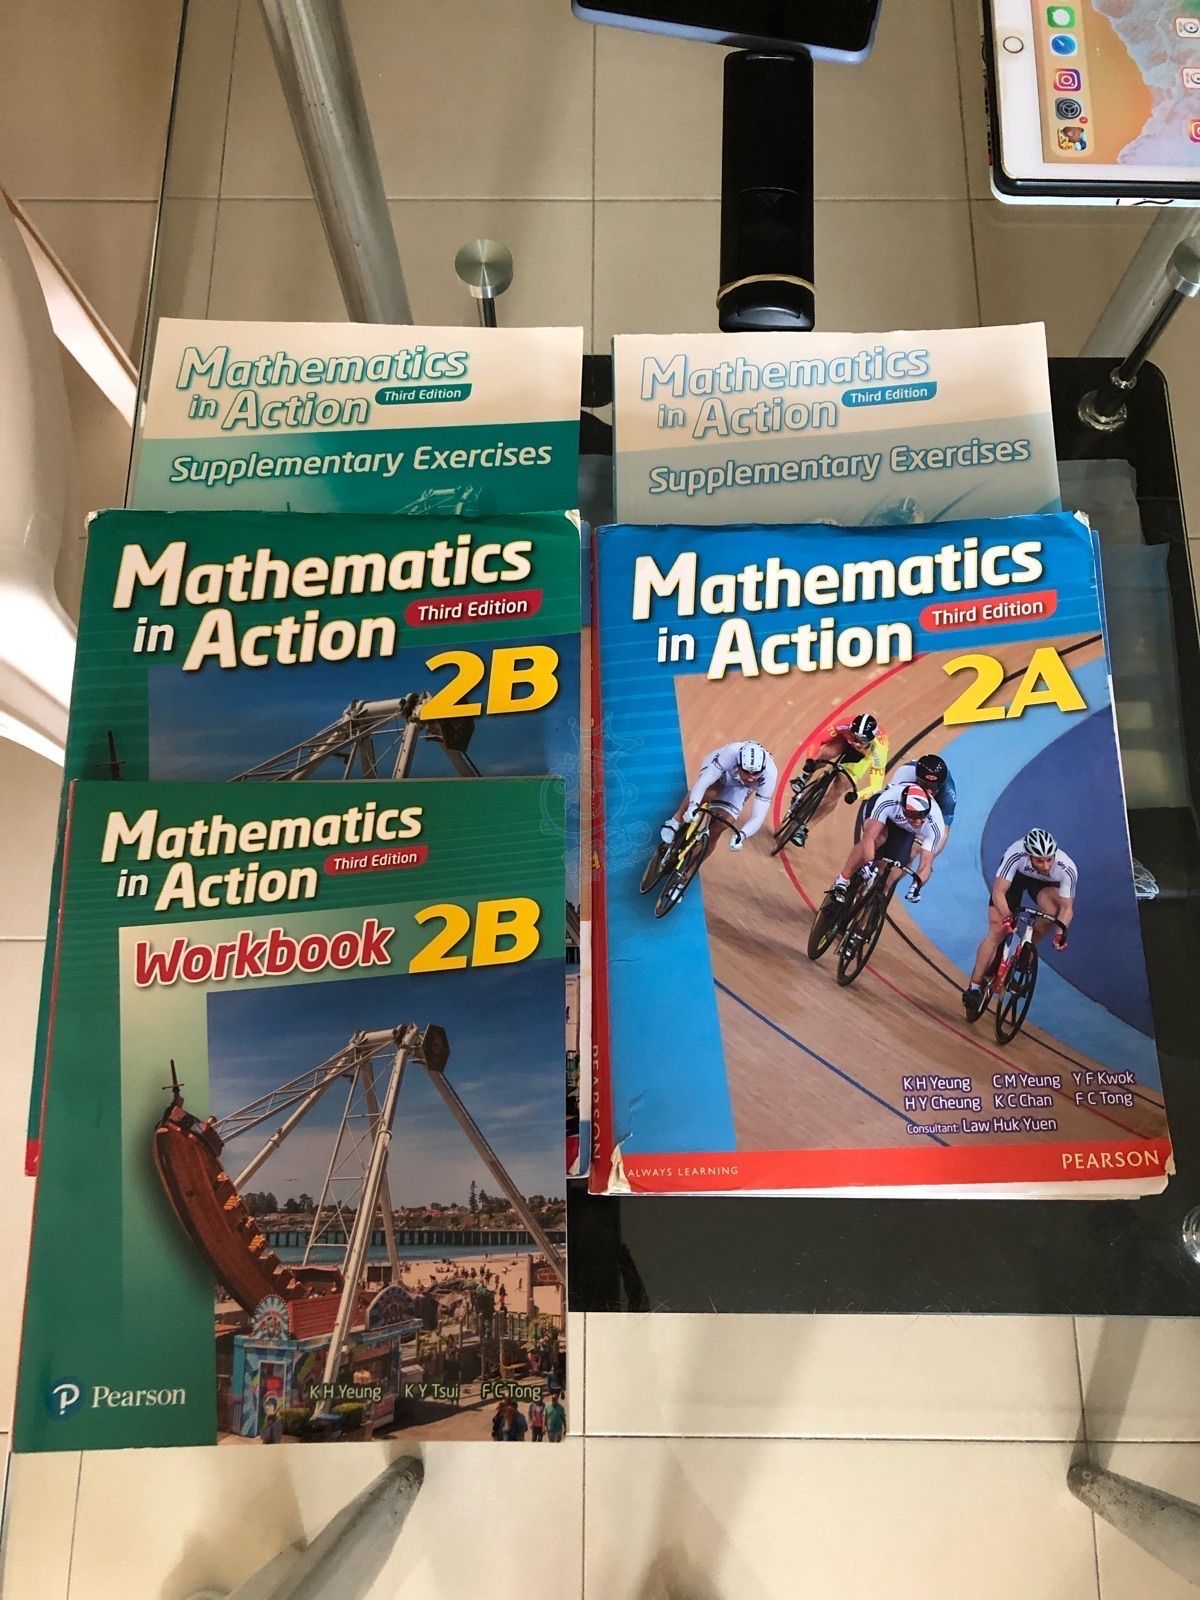 Mathematics
in Action
Third Edition
Supplementary Exercises
Mathematics
in Action
Third Edition
Supplementary Exercises
Mathematics
in Action
Third Edition
2B
Mathematics
in Action
Third Edition
2A
K H Yeung C M Yeung Y F Kwok
H Y Cheung K C Chan F C Tong
Consultant: Law Huk Yuen
ALWAYS LEARNING
PEARSON
PEARSON
Mathematics
in Action
Third Edition
Workbook 2B
K H Yeung K Y Tsui F C Tong
Pearson